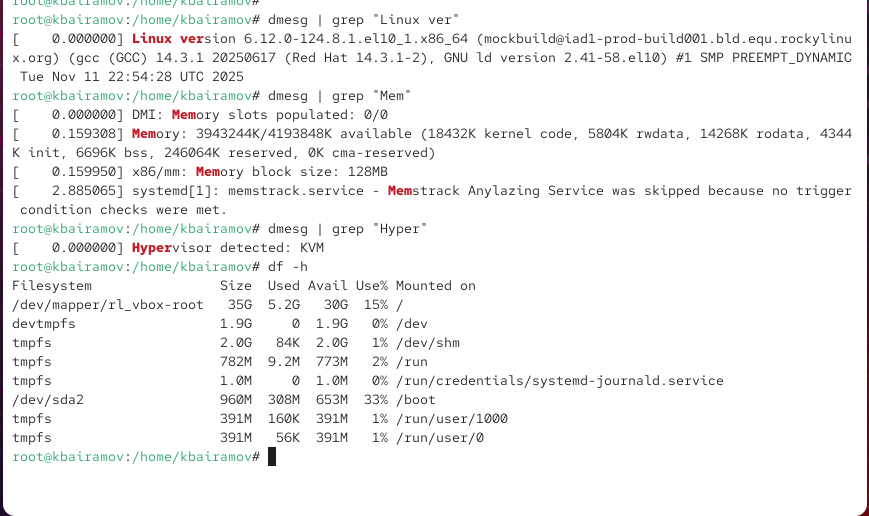 root@kbairamov:/home/kbairamov#
root@kbairamov:/home/kbairamov# dmesg | grep "Linux ver"
[    0.000000] Linux version 6.12.0-124.8.1.el10_1.x86_64 (mockbuild@iad1-prod-build001.bld.equ.rockylinu
x.org) (gcc (GCC) 14.3.1 20250617 (Red Hat 14.3.1-2), GNU ld version 2.41-58.el10) #1 SMP PREEMPT_DYNAMIC
 Tue Nov 11 22:54:28 UTC 2025
root@kbairamov:/home/kbairamov# dmesg | grep "Mem"
[    0.000000] DMI: Memory slots populated: 0/0
[    0.159308] Memory: 3943244K/4193848K available (18432K kernel code, 5804K rwdata, 14268K rodata, 4344
K init, 6696K bss, 246064K reserved, 0K cma-reserved)
[    0.159950] x86/mm: Memory block size: 128MB
[    2.885065] systemd[1]: memstrack.service - Memstrack Anylazing Service was skipped because no trigger
 condition checks were met.
root@kbairamov:/home/kbairamov# dmesg | grep "Hyper"
[    0.000000] Hypervisor detected: KVM
root@kbairamov:/home/kbairamov# df -h
Filesystem                Size  Used Avail Use% Mounted on
/dev/mapper/rl_vbox-root   35G  5.2G   30G  15% /
devtmpfs                  1.9G     0  1.9G   0% /dev
tmpfs                     2.0G   84K  2.0G   1% /dev/shm
tmpfs                     782M  9.2M  773M   2% /run
tmpfs                     1.0M     0  1.0M   0% /run/credentials/systemd-journald.service
/dev/sda2                 960M  308M  653M  33% /boot
tmpfs                     391M  160K  391M   1% /run/user/1000
tmpfs                     391M   56K  391M   1% /run/user/0
root@kbairamov:/home/kbairamov#